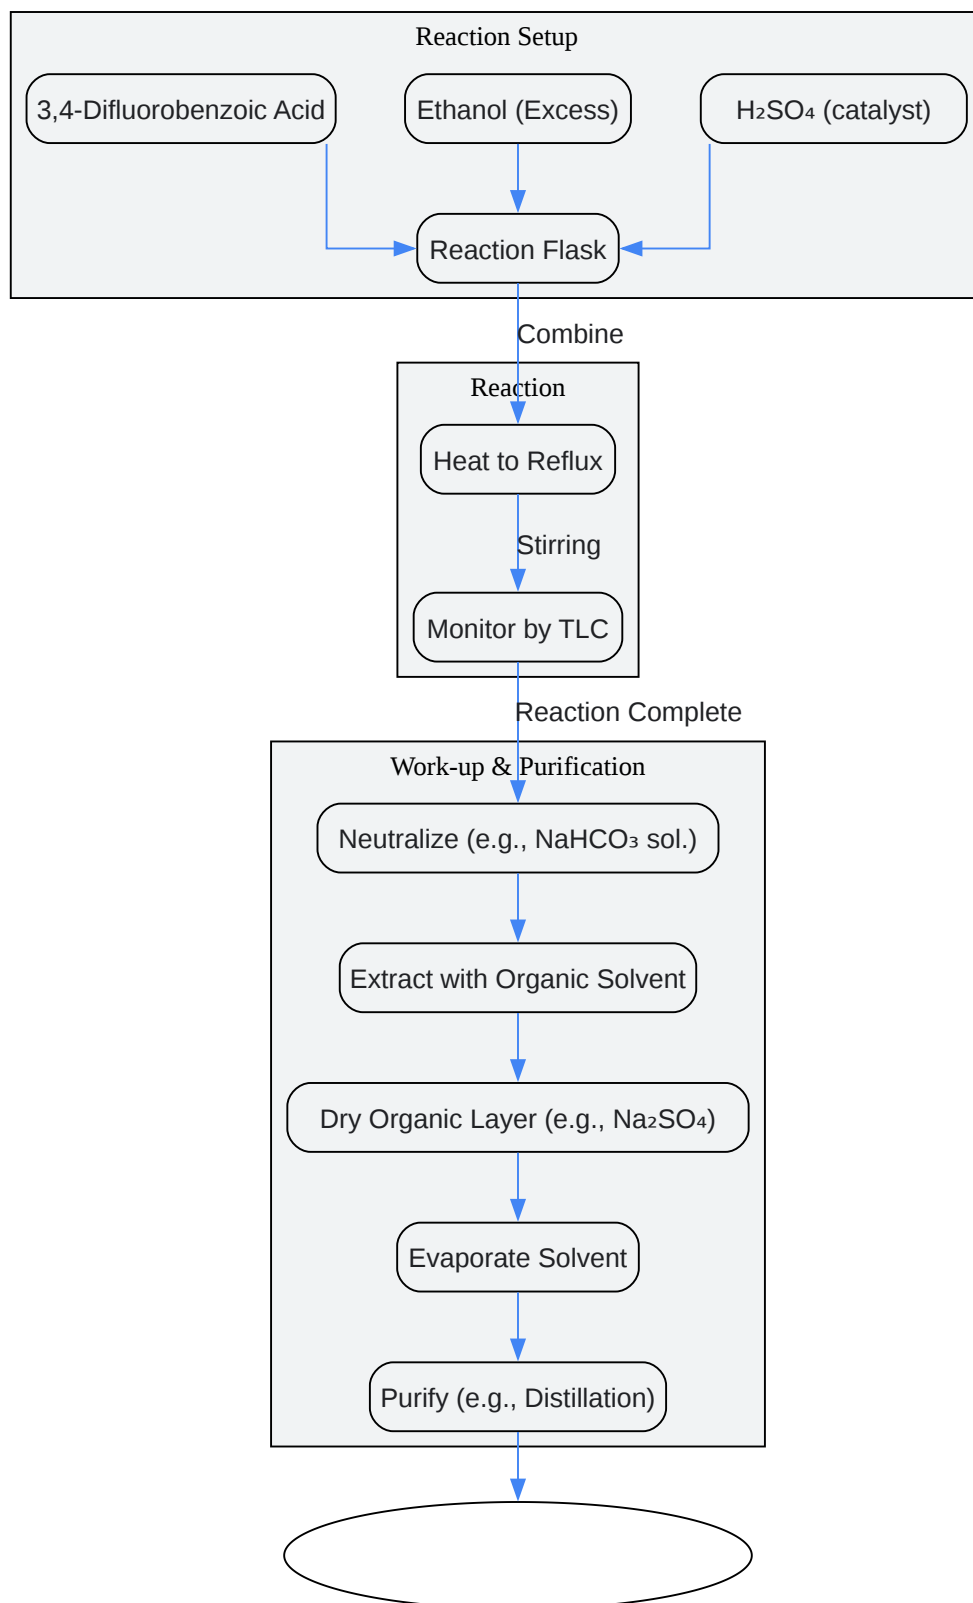 Reaction Setup
3,4-Difluorobenzoic Acid
Ethanol (Excess)
H₂SO₄ (catalyst)
Reaction Flask
Combine
Reaction
Heat to Reflux
Stirring
Monitor by TLC
Reaction Complete
Work-up & Purification
Neutralize (e.g., NaHCO₃ sol.)
Extract with Organic Solvent
Dry Organic Layer (e.g., Na₂SO₄)
Evaporate Solvent
Purify (e.g., Distillation)